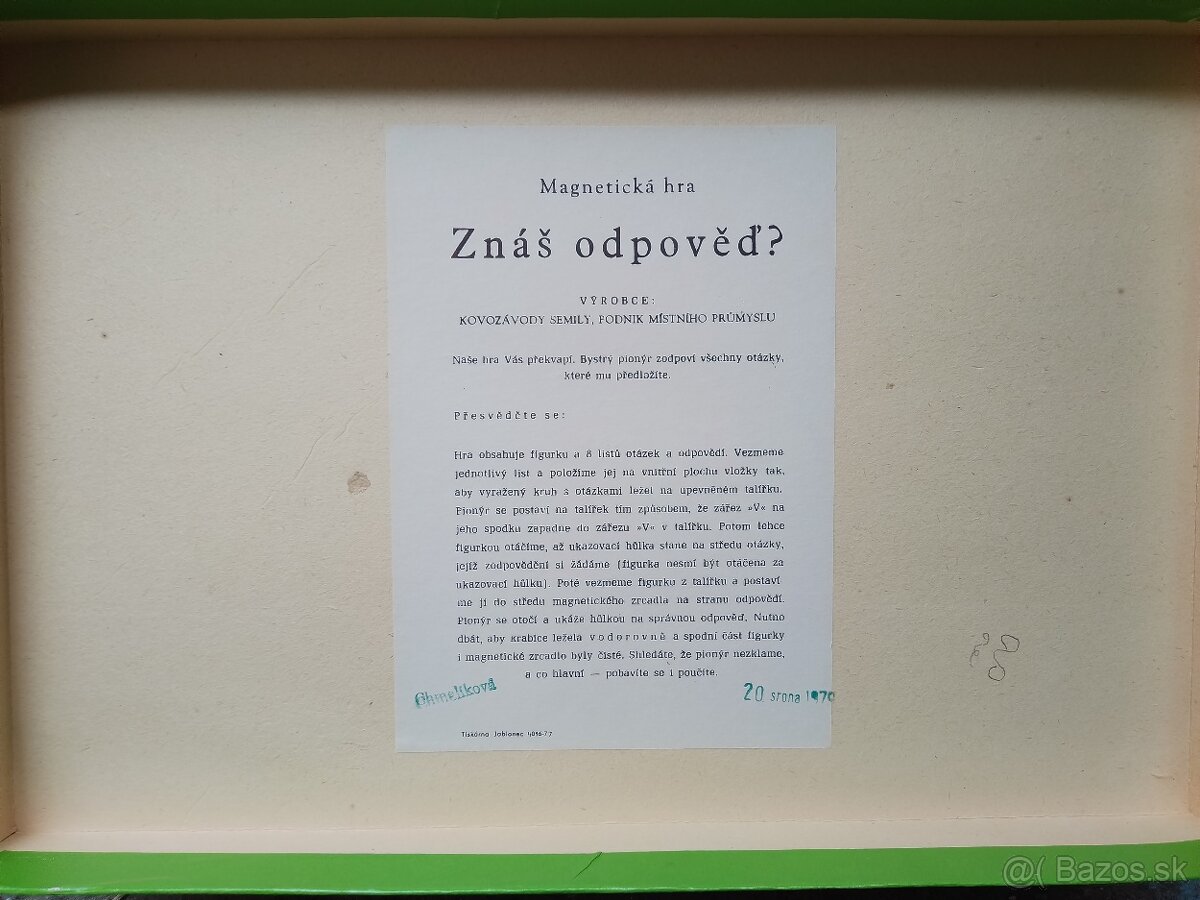 Magnetická hra
Znáš odpověď?
VÝROBCE:
KOVOZÁVODY SEMILY, PODNIK MÍSTNÍHO PRŮMYSLU
Naše hra Vás překvapí. Bystrý pionýr zodpoví všechny otázky,
které mu předložíte.
Přesvědčte se:
Hra obsahuje figurku a 8 listů otázek a odpovědí. Vezmeme
jednotlivý list a položíme jej na vnitřní plochu vložky tak,
aby vyražený kruh s otázkami ležel na upevněném talířku.
Pionýr se postaví na talířek tím způsobem, že zářez »V« na
jeho spodku zapadne do zářezu »V« v talířku. Potom lehce
figurkou otáčíme, až ukazovací hůlka stane na středu otázky,
jejíž zodpovědění si žádáme (figurka nesmí být otáčena za
ukazovací hůlku). Poté vezmeme figurku z talířku a postaví
me ji do středu magnetického zrcadla na stranu odpovědí.
Pionýr se otočí a ukáže hůlkou na správnou odpověď. Nutno
dbát, aby krabice ležela vodorovně a spodní část figurky
i magnetické zrcadlo byly čisté. Shledáte, že pionýr nezklame,
a co hlavní — pobavíte se i poučíte.
Chmelíková
20. srpna 1970
Tiskárna Jablonec 4016-77
@( Bazos.sk